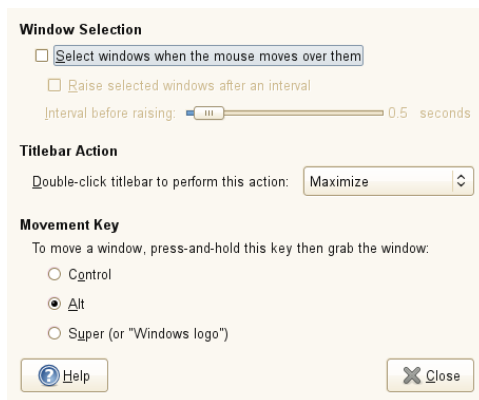 Window Selection
Select windows when the mouse moves over them
Raise selected windows after an interval
Interval before raising: 0.5 seconds
Titlebar Action
Double-click titlebar to perform this action: Maximize
Movement Key
To move a window, press-and-hold this key then grab the window:
Control
Alt
Super (or "Windows logo")
Help Close